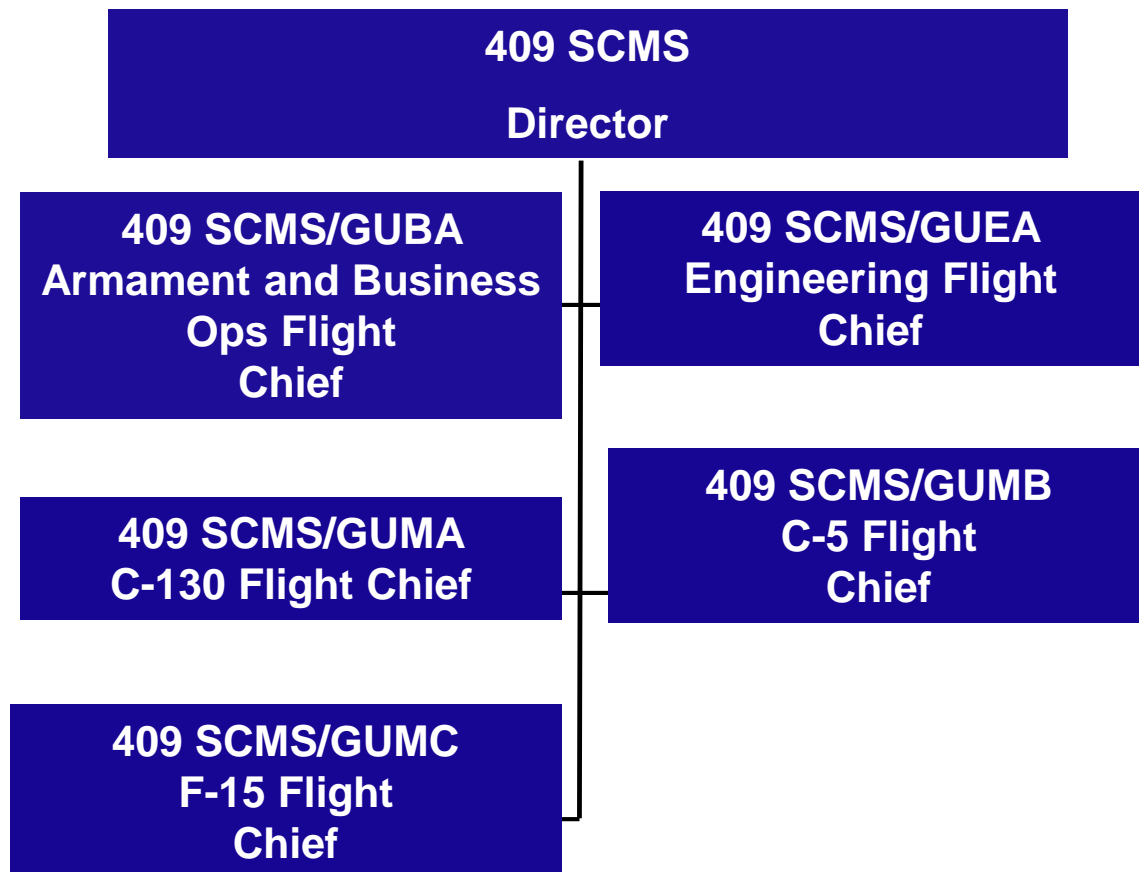 409 SCMS
Director
409 SCMS/GUBA
Armament and Business
Ops Flight
Chief
409 SCMS/GUEA
Engineering Flight
Chief
409 SCMS/GUMA
C-130 Flight Chief
409 SCMS/GUMB
C-5 Flight
Chief
409 SCMS/GUMC
F-15 Flight
Chief